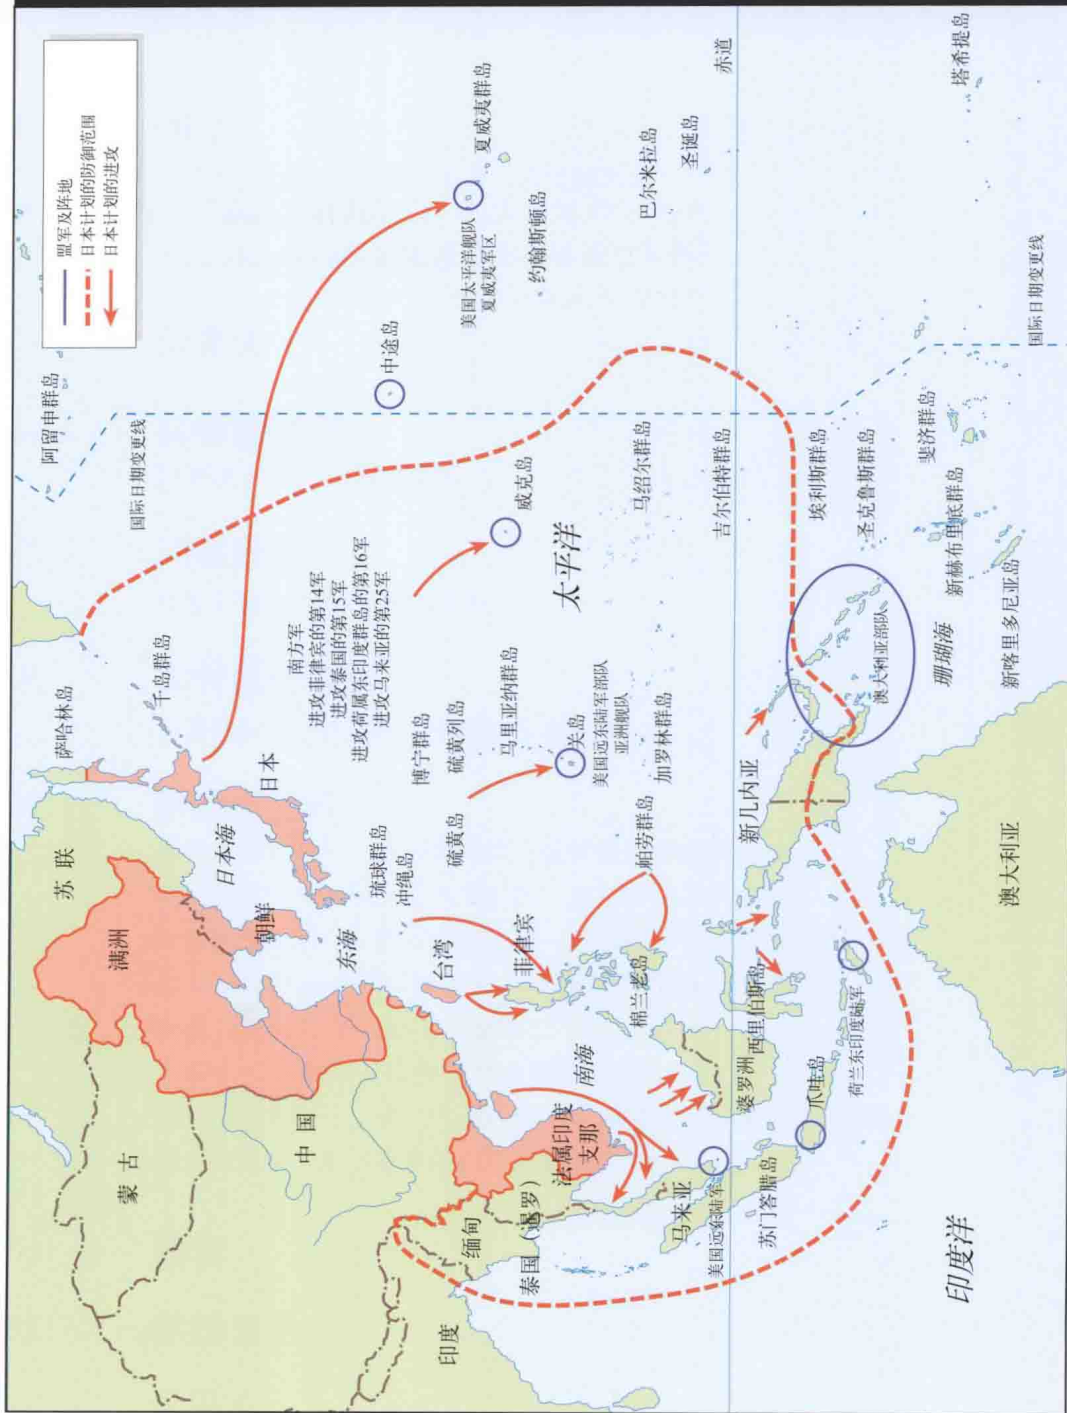 盟军及阵地
日本计划的防御范围
日本计划的进攻
阿留申群岛
国际日期变更线
萨哈林岛
千岛群岛
苏联
满洲
日本海
日本
朝鲜
蒙古
中国
东海
琉球群岛
冲绳岛
南方军
进攻菲律宾的第14军
进攻泰国的第15军
进攻荷属东印度群岛的第16军
进攻马来亚的第25军
中途岛
夏威夷群岛
美国太平洋舰队
夏威夷军区
约翰斯顿岛
威克岛
博宁群岛
硫黄列岛
硫黄岛
马里亚纳群岛
关岛
美国远东陆军部队
亚洲舰队
加罗林群岛
太平洋
马绍尔群岛
巴尔米拉岛
圣诞岛
赤道
台湾
菲律宾
棉兰老岛
帕劳群岛
南海
印度
缅甸
泰国（暹罗）
法属印度
支那
马来亚
美国远东陆军
婆罗洲
西里伯斯岛
苏门答腊岛
爪哇岛
荷兰东印度陆军
新几内亚
吉尔伯特群岛
埃利斯群岛
圣克鲁斯群岛
澳大利亚部队
珊瑚海
新赫布里底群岛
斐济群岛
新喀里多尼亚岛
国际日期变更线
塔希提岛
澳大利亚
印度洋